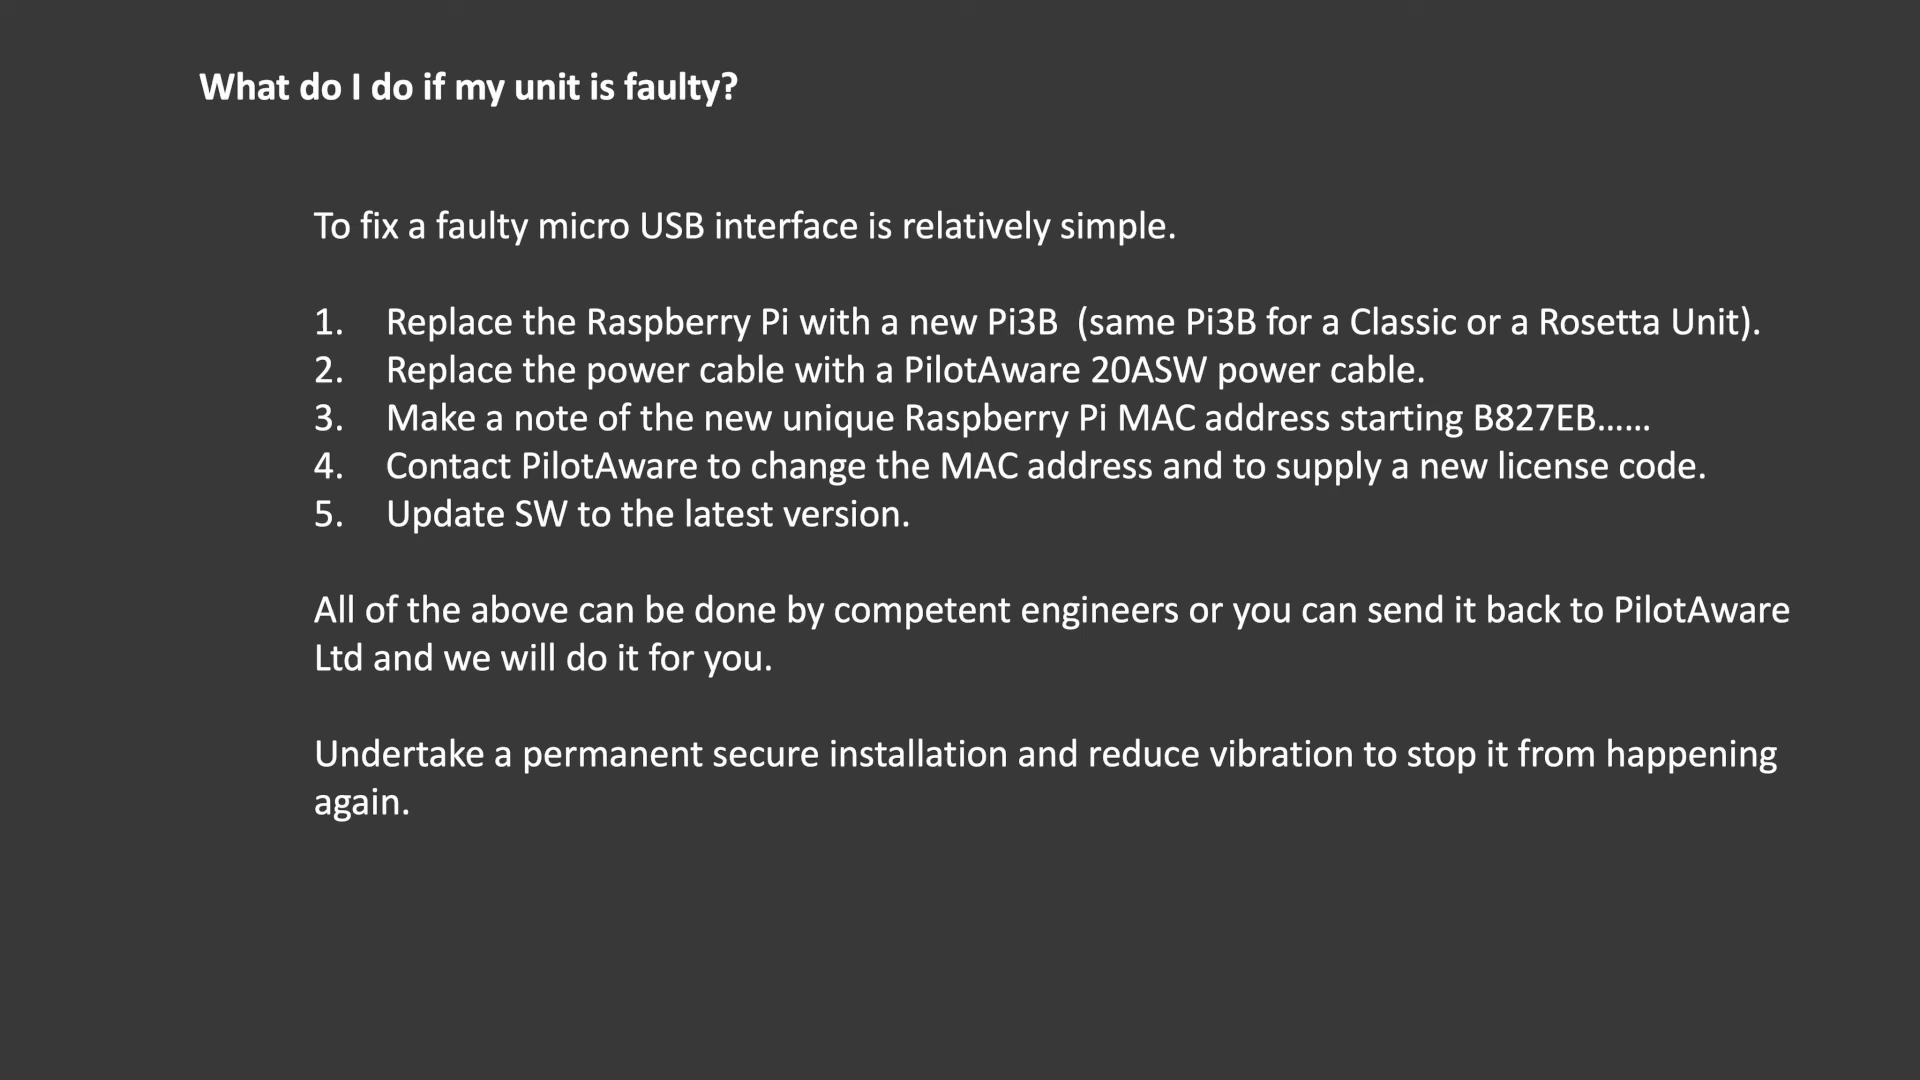 What do I do if my unit is faulty?
To fix a faulty micro USB interface is relatively simple.
1. Replace the Raspberry Pi with a new Pi3B  (same Pi3B for a Classic or a Rosetta Unit).
2. Replace the power cable with a PilotAware 20ASW power cable.
3. Make a note of the new unique Raspberry Pi MAC address starting B827EB……
4. Contact PilotAware to change the MAC address and to supply a new license code.
5. Update SW to the latest version.
All of the above can be done by competent engineers or you can send it back to PilotAware
Ltd and we will do it for you.
Undertake a permanent secure installation and reduce vibration to stop it from happening
again.